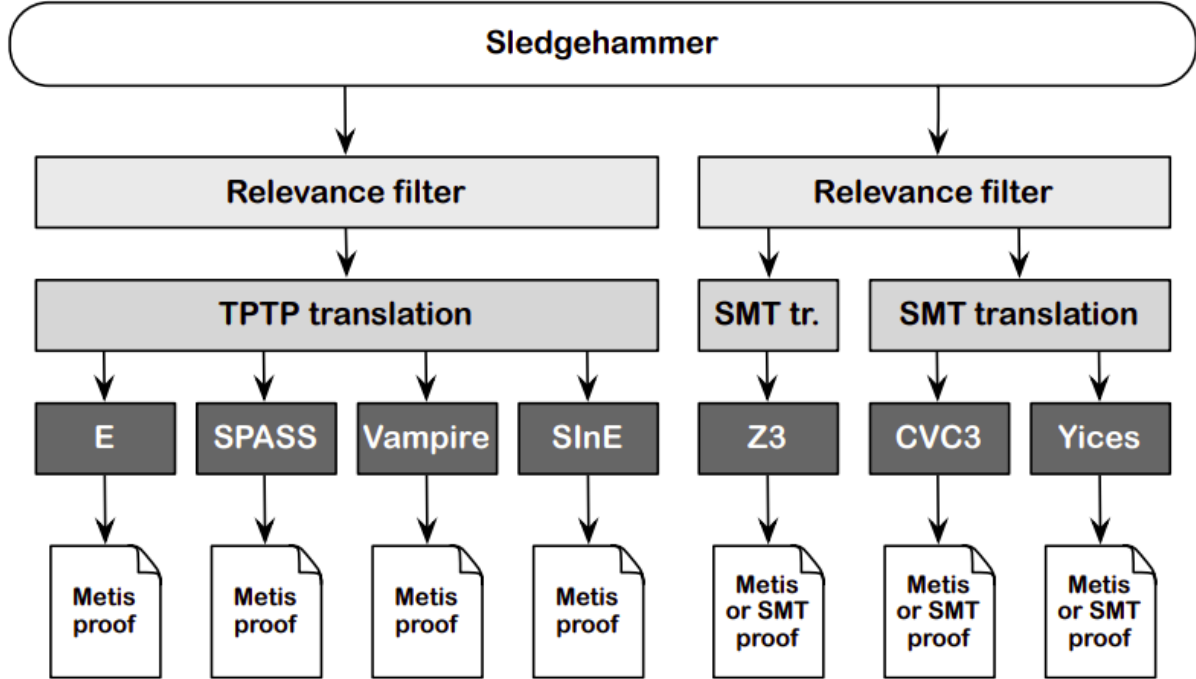 Sledgehammer
Relevance filter
Relevance filter
TPTP translation
SMT tr.
SMT translation
E
SPASS
Vampire
SInE
Z3
CVC3
Yices
Metis
proof
Metis
proof
Metis
proof
Metis
proof
Metis
or SMT
proof
Metis
or SMT
proof
Metis
or SMT
proof